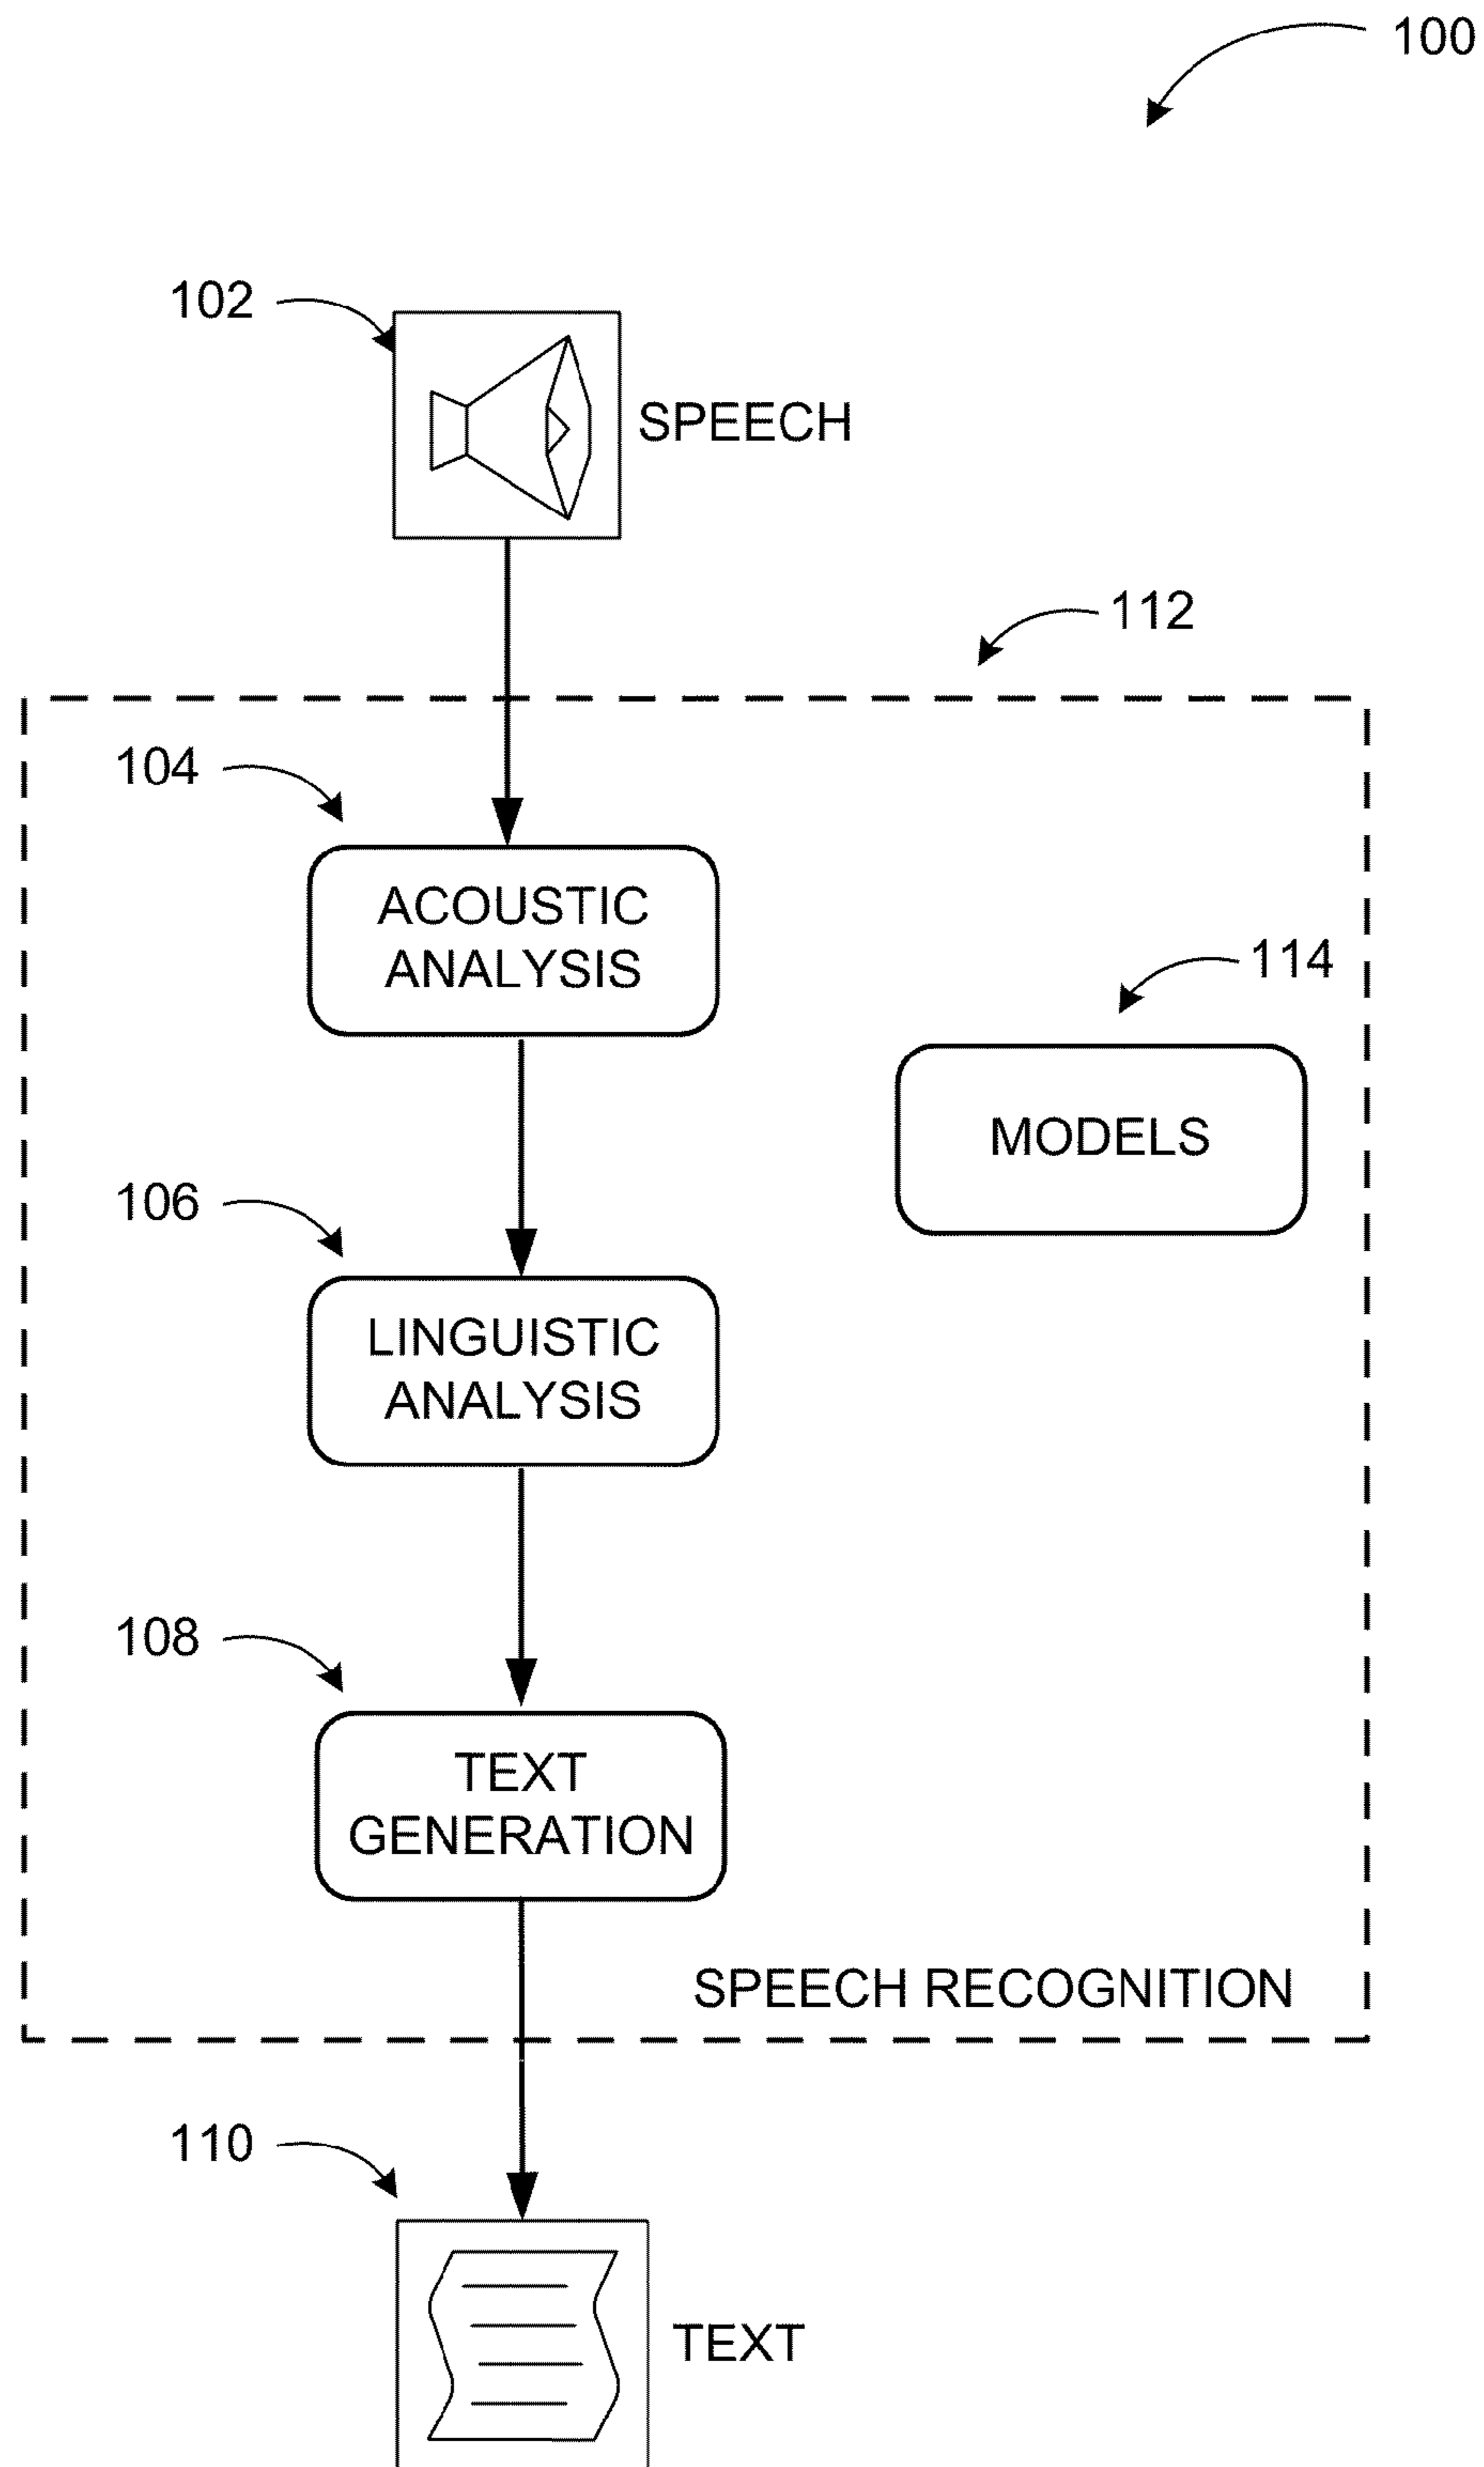 100
102
SPEECH
112
104
ACOUSTIC
ANALYSIS
114
MODELS
106
LINGUISTIC
ANALYSIS
108
TEXT
GENERATION
SPEECH RECOGNITION
110
TEXT